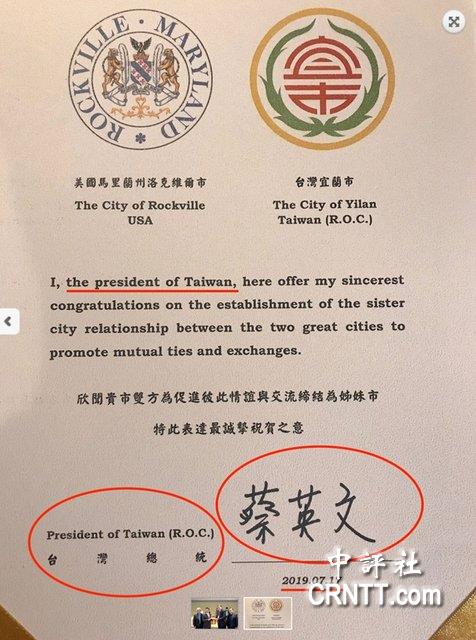 ROCKVILLE · MARYLAND
美國馬里蘭州洛克維爾市
The City of Rockville
USA
台灣宜蘭市
The City of Yilan
Taiwan (R.O.C.)
I, the president of Taiwan, here offer my sincerest
congratulations on the establishment of the sister
city relationship between the two great cities to
promote mutual ties and exchanges.
欣聞貴市雙方為促進彼此情誼與交流締結為姊妹市
特此表達最誠摯祝賀之意
President of Taiwan (R.O.C.)
台灣總統
蔡英文
中評社
CRNTT.com